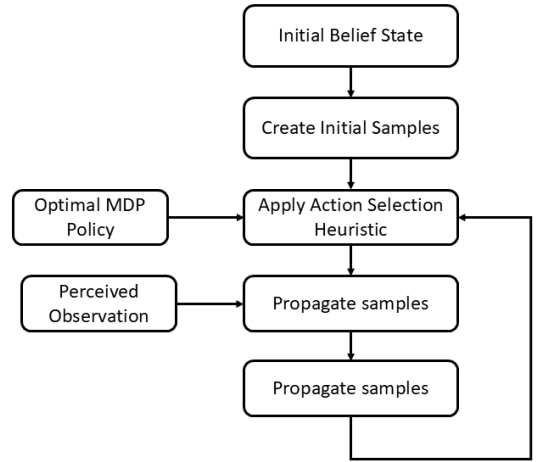 Initial Belief State
Create Initial Samples
Optimal MDP
Policy
Apply Action Selection
Heuristic
Perceived
Observation
Propagate samples
Propagate samples